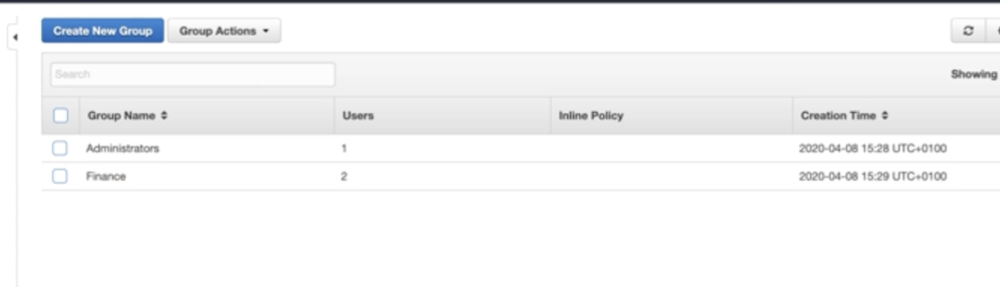 Create New Group Group Actions
Search Showing
Group Name Users Inline Policy Creation Time
Administrators 1 2020-04-08 15:28 UTC+0100
Finance 2 2020-04-08 15:29 UTC+0100